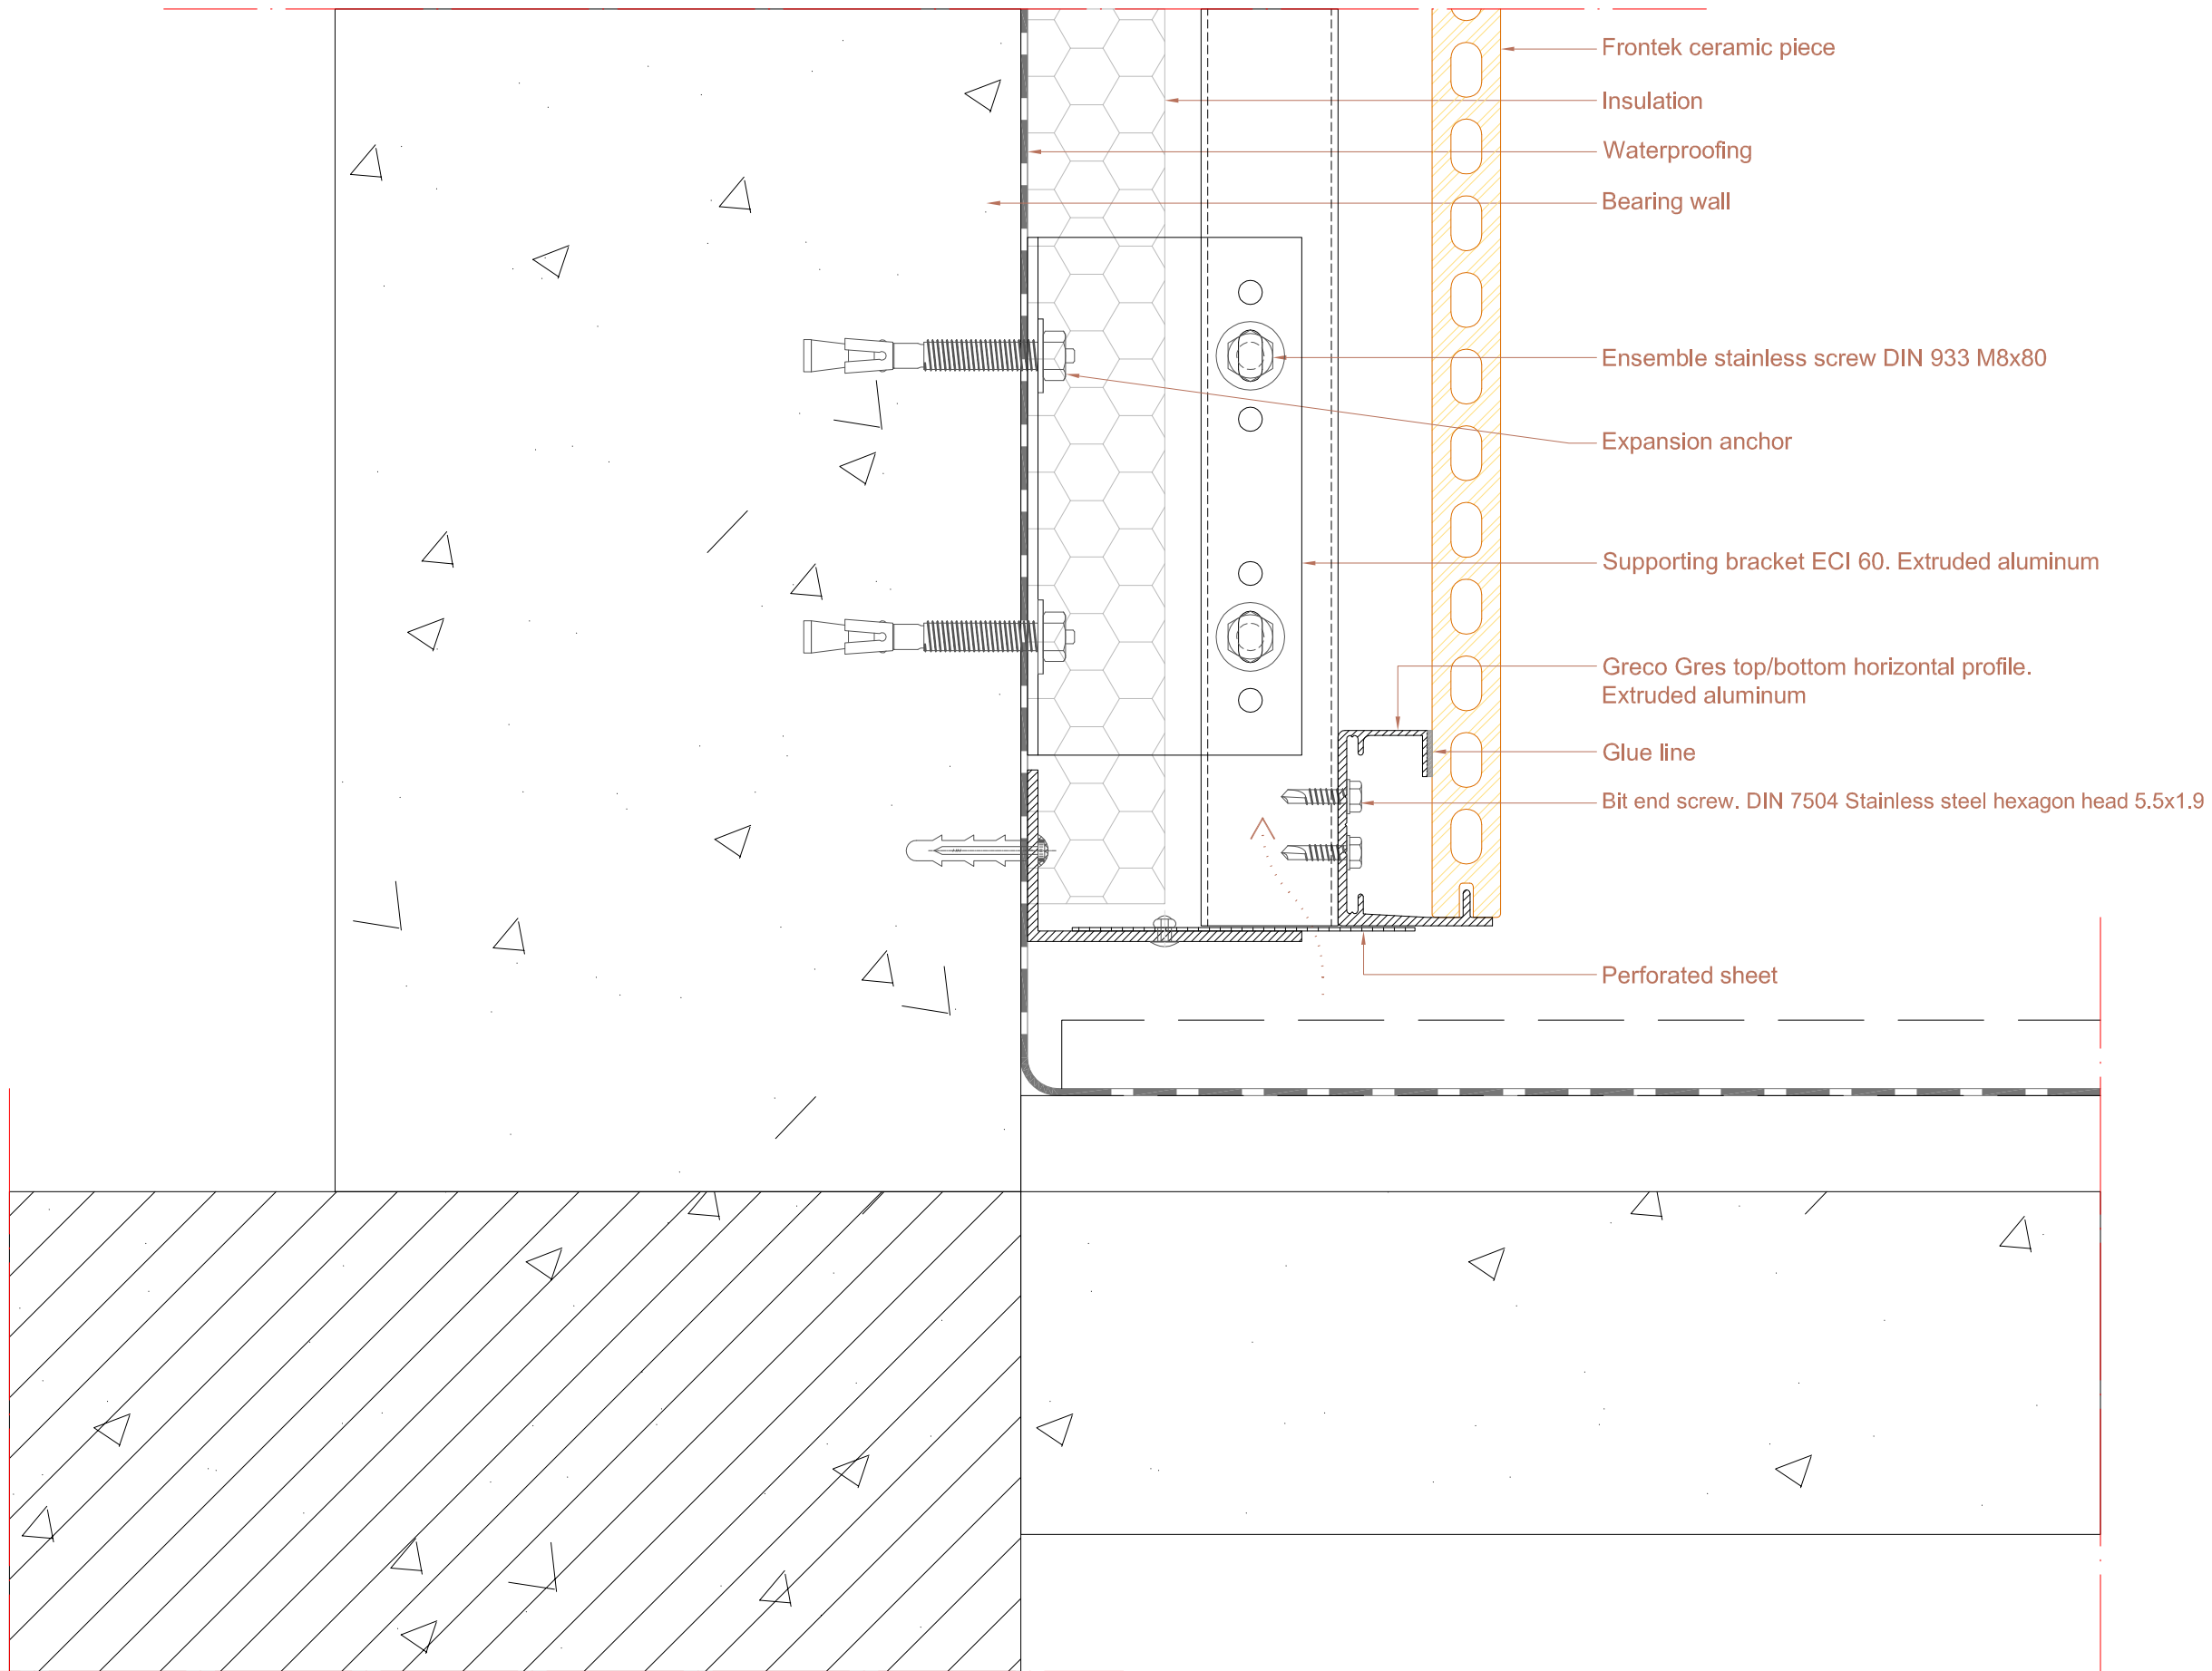 Frontek ceramic piece
Insulation
Waterproofing
Bearing wall
Ensemble stainless screw DIN 933 M8x80
Expansion anchor
Supporting bracket ECI 60. Extruded aluminum
Greco Gres top/bottom horizontal profile.
Extruded aluminum
Glue line
Bit end screw. DIN 7504 Stainless steel hexagon head 5.5x1.9
Perforated sheet